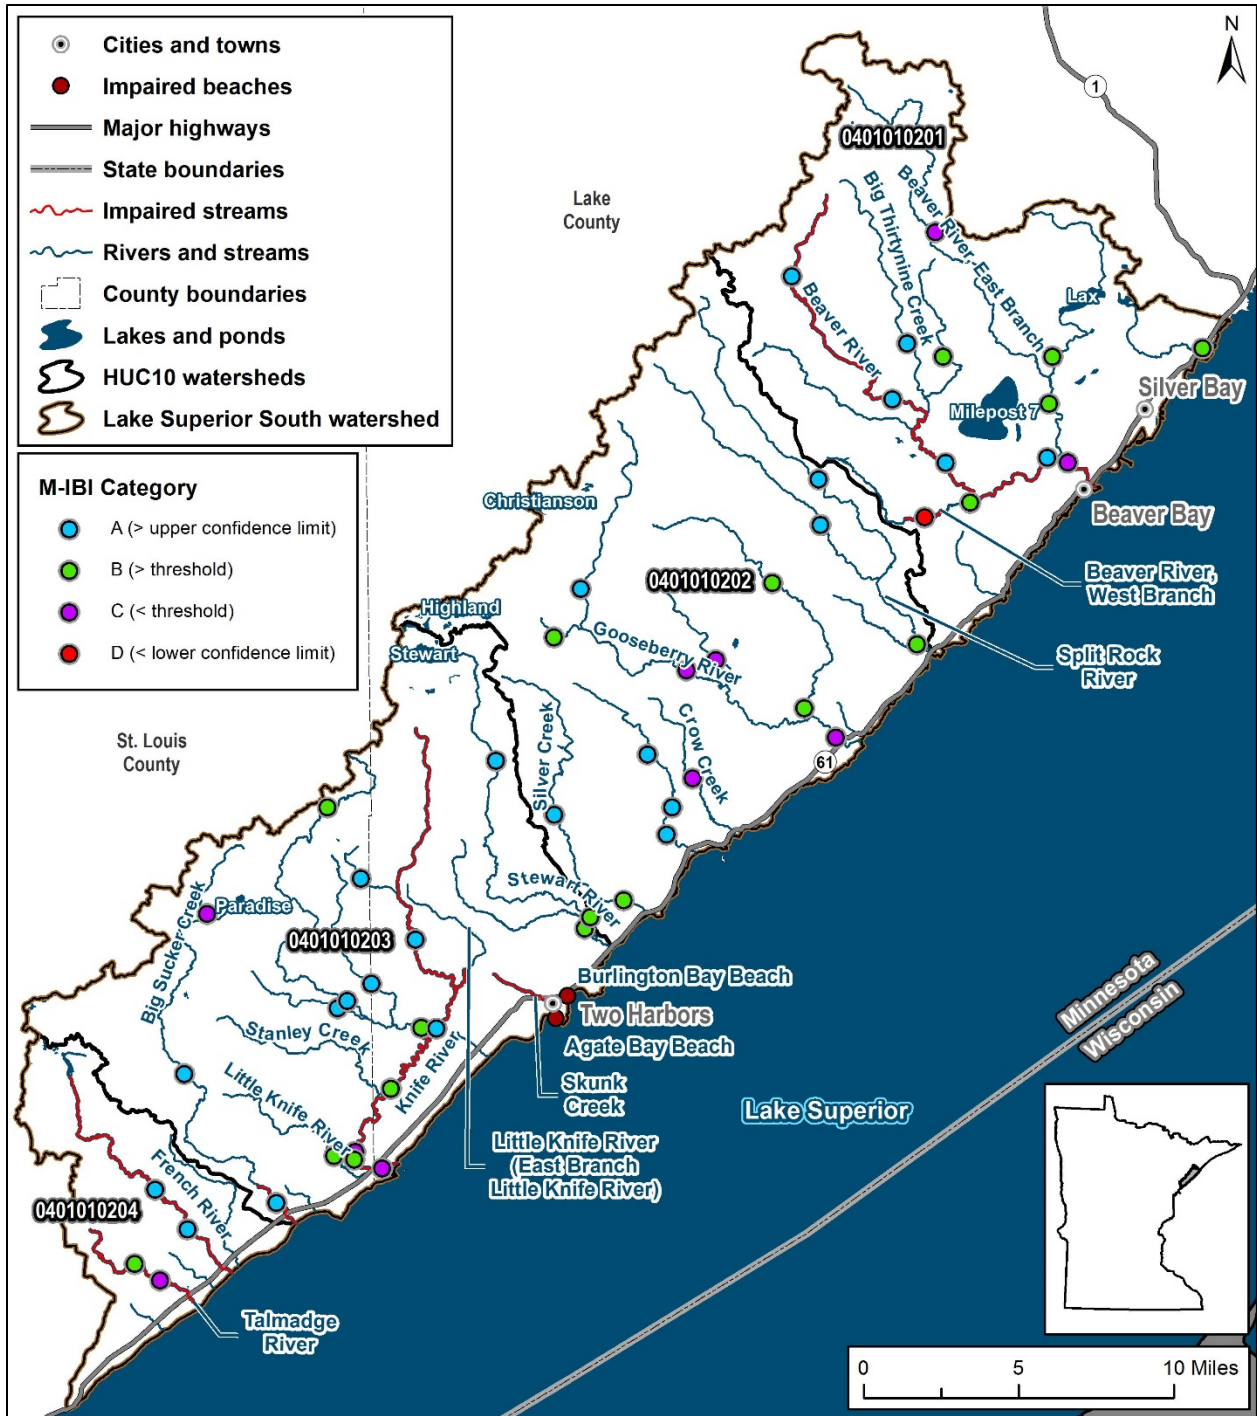 Cities and towns
Impaired beaches
Major highways
State boundaries
Impaired streams
Rivers and streams
County boundaries
Lakes and ponds
HUC10 watersheds
Lake Superior South watershed
M-IBI Category
A (> upper confidence limit)
B (> threshold)
C (< threshold)
D (< lower confidence limit)
N
1
0401010201
Lake
County
Big Thirtynine Creek
Beaver River, East Branch
Beaver River
Lax
Silver Bay
Milepost 7
Beaver Bay
Christianson
0401010202
Beaver River,
West Branch
Highland
Stewart
Gooseberry River
Split Rock
River
Crow Creek
St. Louis
County
61
Silver Creek
Stewart River
Paradise
Big Sucker Creek
0401010203
Burlington Bay Beach
Two Harbors
Agate Bay Beach
Stanley Creek
Knife River
Skunk
Creek
Little Knife River
Little Knife River
(East Branch
Little Knife River)
Minnesota
Wisconsin
Lake Superior
French River
0401010204
Talmadge
River
0 5 10 Miles